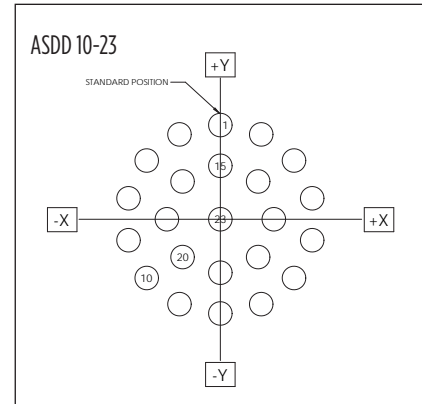 ASDD 10-23
+Y
STANDARD POSITION
1
15
-X
23
+X
20
10
-Y